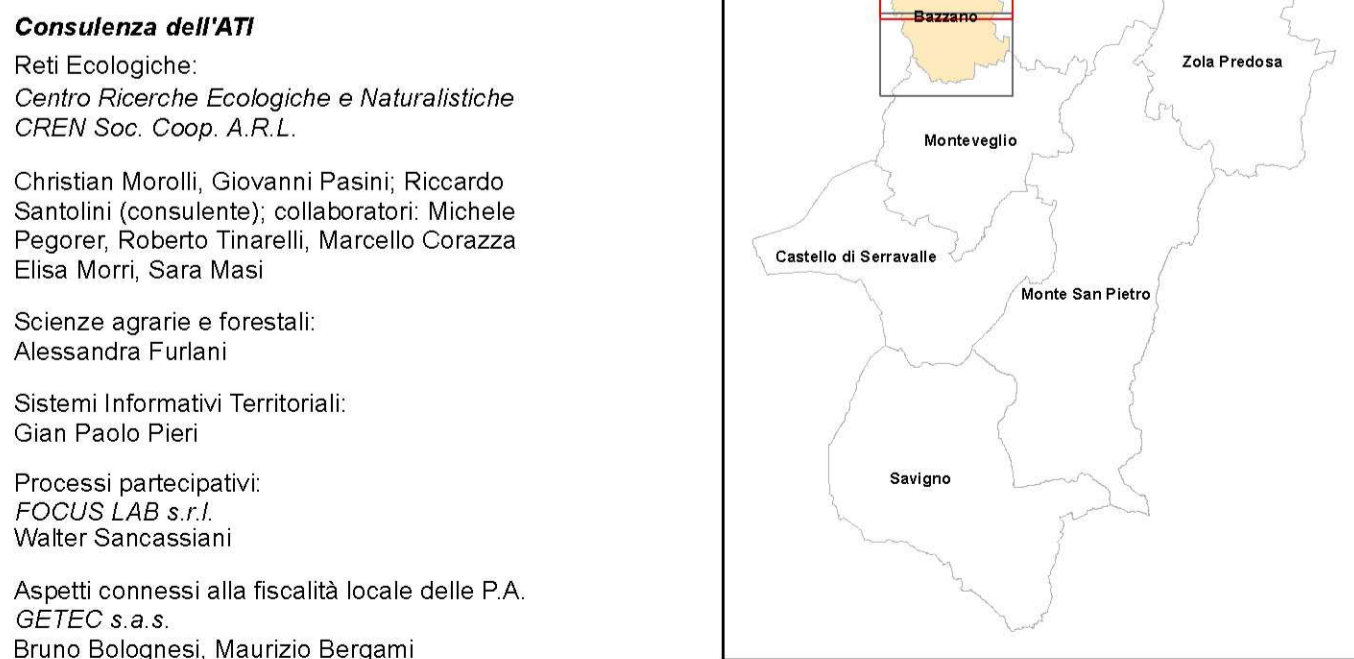 Consulenza dell'ATI
Reti Ecologiche:
Centro Ricerche Ecologiche e Naturalistiche
CREN Soc. Coop. A.R.L.
Christian Morolli, Giovanni Pasini; Riccardo
Santolini (consulente); collaboratori: Michele
Pegorer, Roberto Tinarelli, Marcello Corazza
Elisa Morri, Sara Masi
Scienze agrarie e forestali:
Alessandra Furlani
Sistemi Informativi Territoriali:
Gian Paolo Pieri
Processi partecipativi:
FOCUS LAB s.r.l.
Walter Sancassiani
Aspetti connessi alla fiscalità locale delle P.A.
GETEC s.a.s.
Bruno Bolognesi, Maurizio Bergami
Bazzano
Zola Predosa
Monteveglio
Castello di Serravalle
Monte San Pietro
Savigno